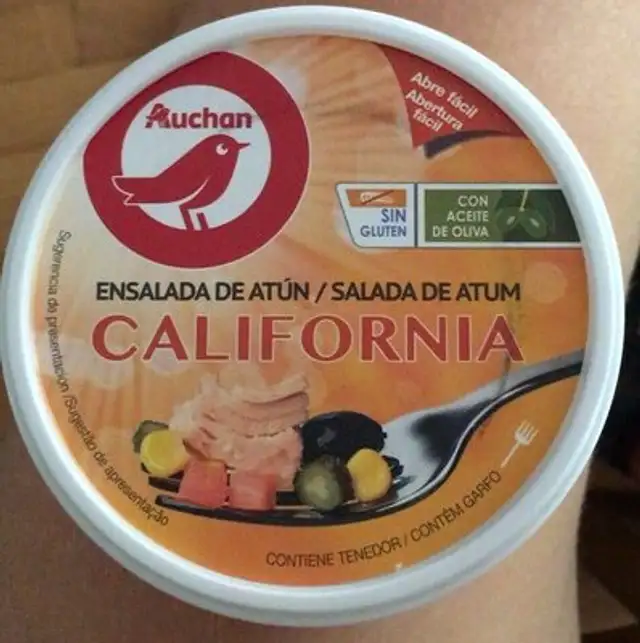 Auchan
Abre fácil
Abertura
fácil
SIN
GLUTEN
CON
ACEITE
DE OLIVA
ENSALADA DE ATÚN / SALADA DE ATUM
CALIFORNIA
Sugerencia de presentación / Sugestão de apresentação
CONTIENE TENEDOR / CONTÉM GARFO